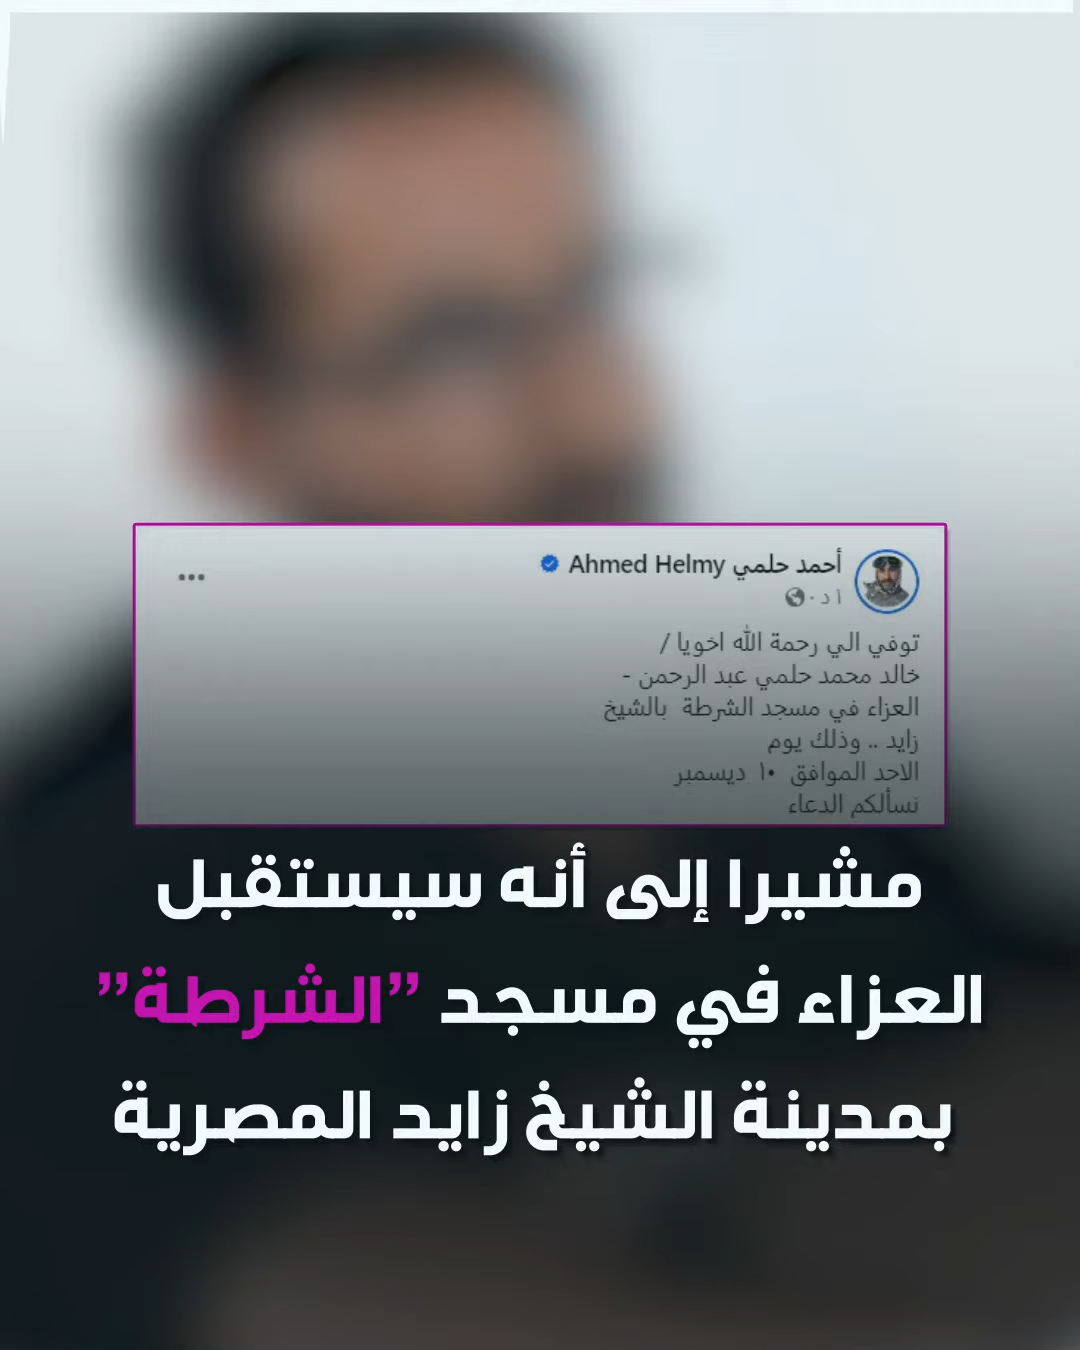 أحمد حلمي Ahmed Helmy
١ د ·
توفي الي رحمة الله اخويا /
خالد محمد حلمي عبد الرحمن -
العزاء في مسجد الشرطة بالشيخ
زايد .. وذلك يوم
الاحد الموافق ١٠ ديسمبر
نسألكم الدعاء
مشيرا إلى أنه سيستقبل
العزاء في مسجد ”الشرطة”
بمدينة الشيخ زايد المصرية